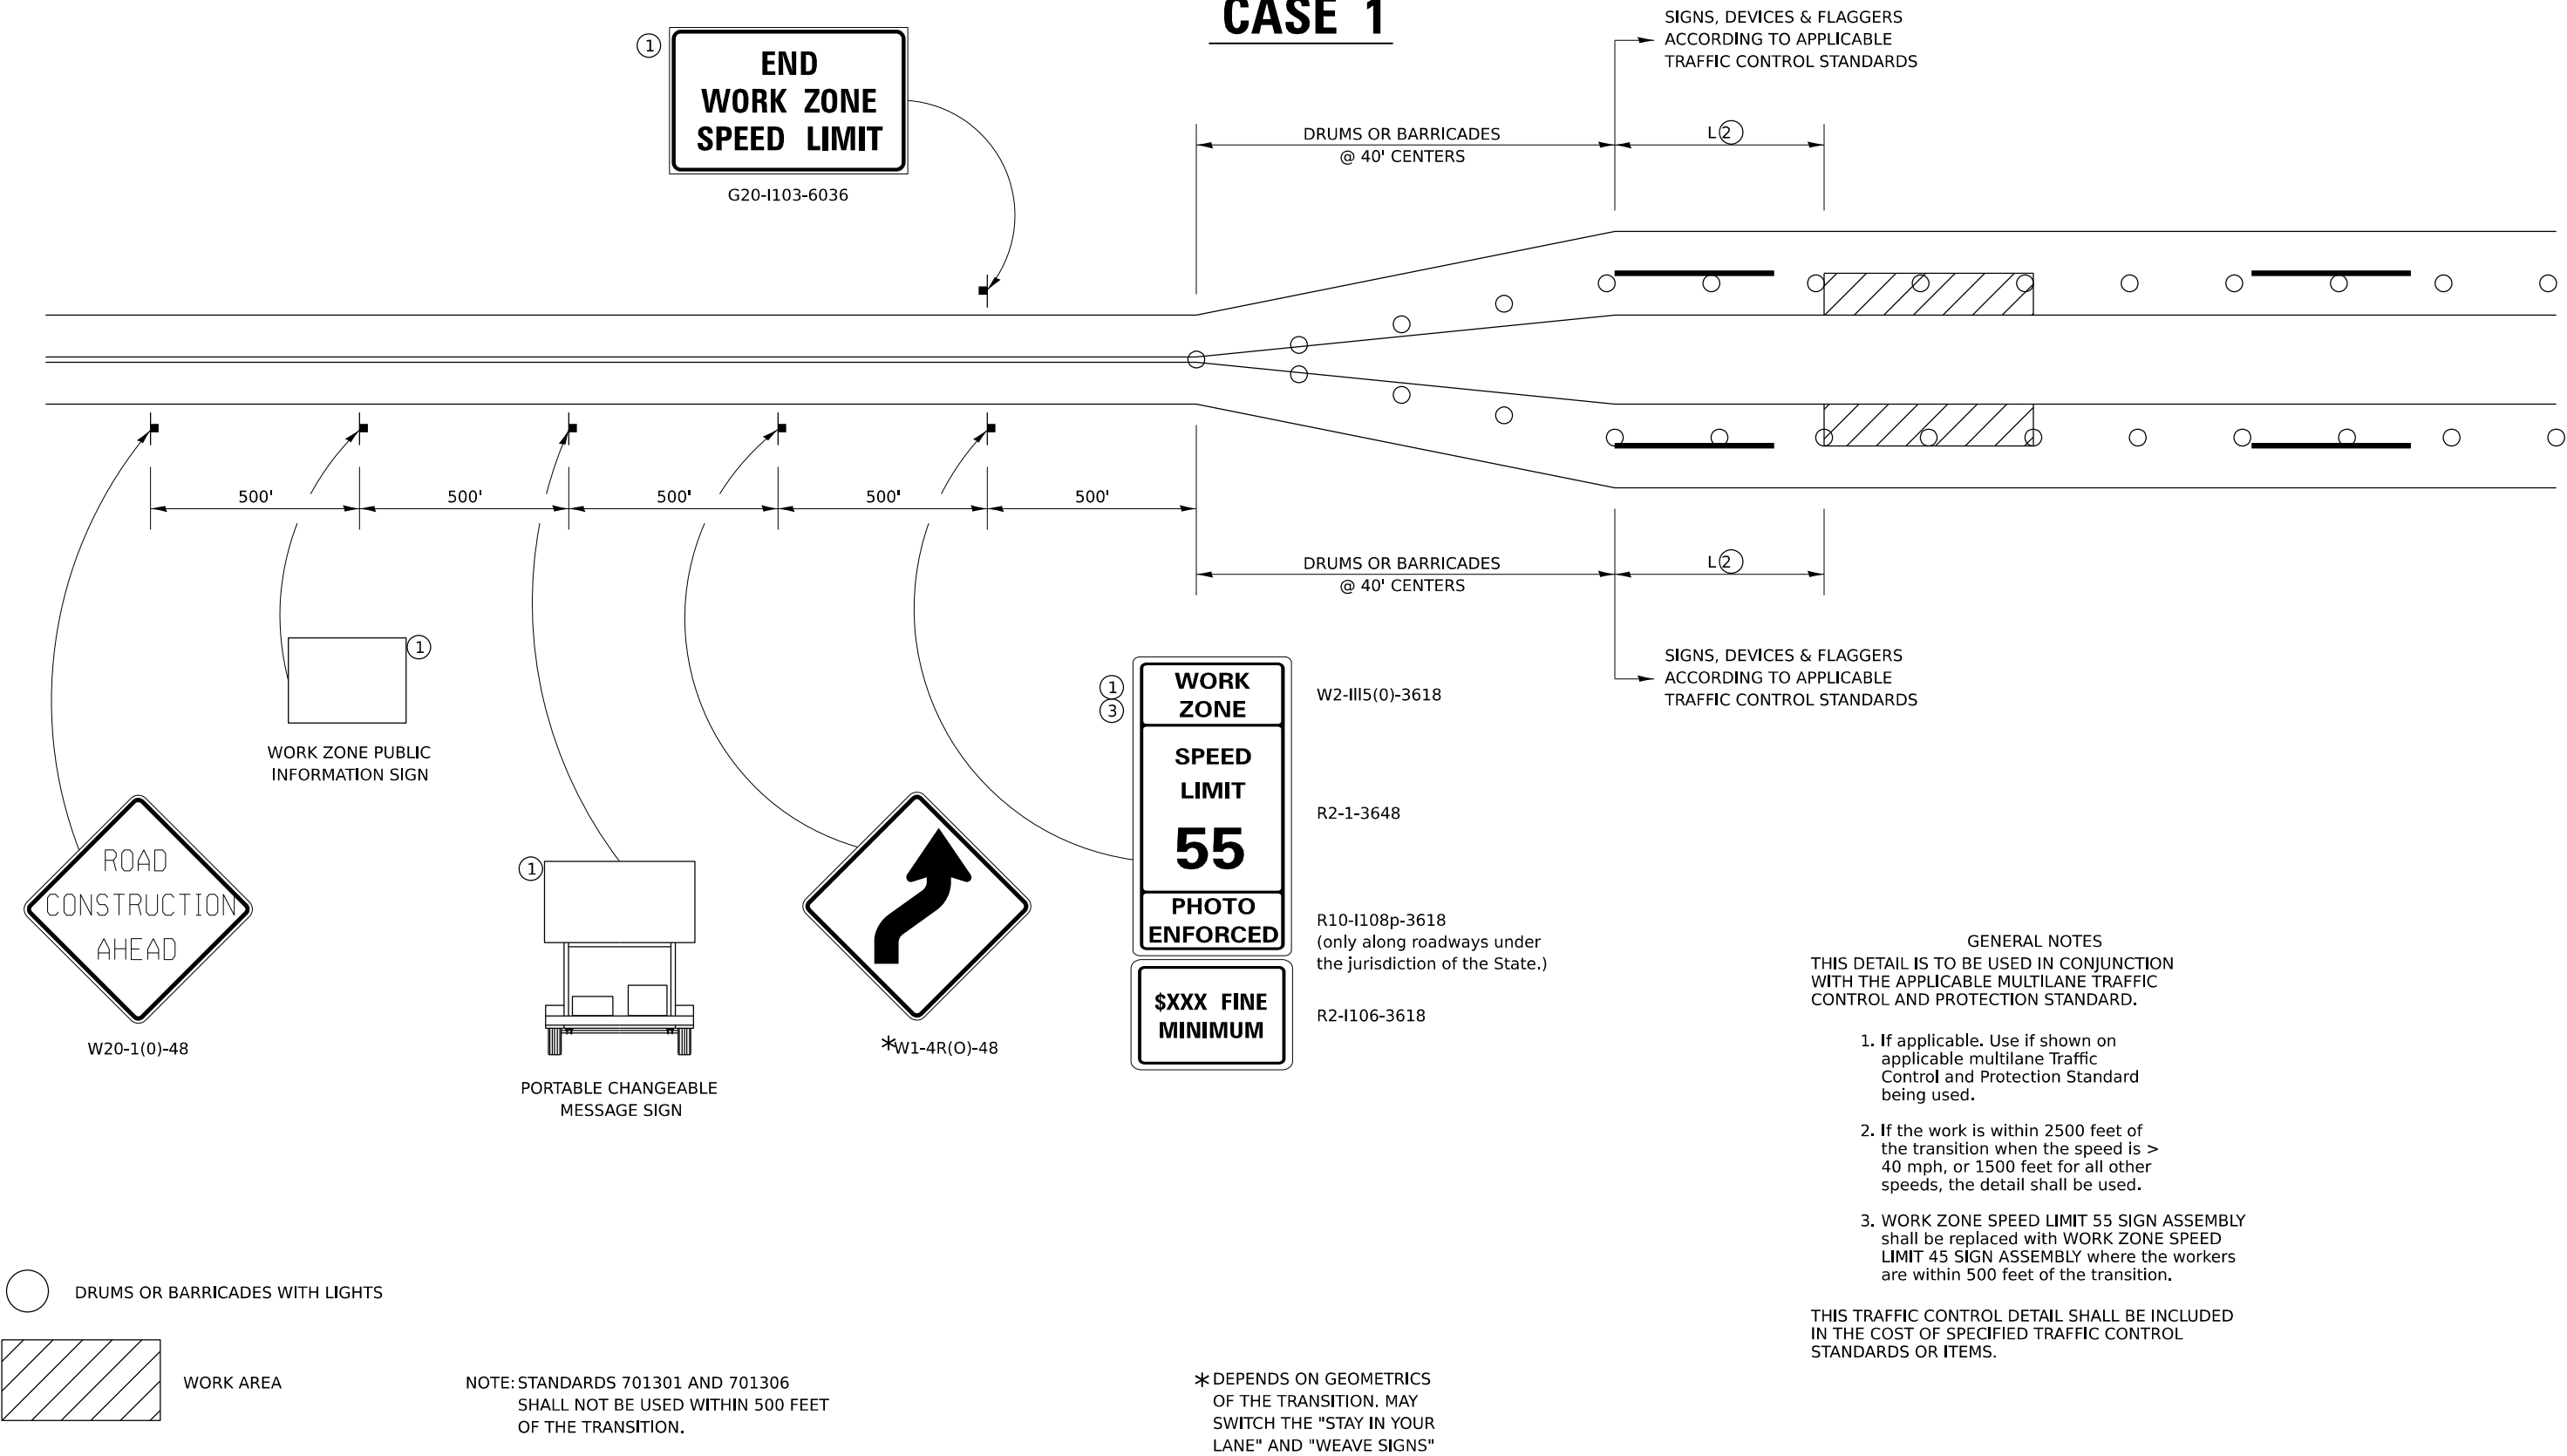 CASE 1
SIGNS, DEVICES & FLAGGERS
ACCORDING TO APPLICABLE
TRAFFIC CONTROL STANDARDS
1
END
WORK ZONE
SPEED LIMIT
G20-I103-6036
DRUMS OR BARRICADES
@ 40' CENTERS
L 2
500'
500'
500'
500'
500'
DRUMS OR BARRICADES
@ 40' CENTERS
L 2
SIGNS, DEVICES & FLAGGERS
ACCORDING TO APPLICABLE
TRAFFIC CONTROL STANDARDS
1
WORK ZONE PUBLIC
INFORMATION SIGN
ROAD
CONSTRUCTION
AHEAD
W20-1(0)-48
1
PORTABLE CHANGEABLE
MESSAGE SIGN
*W1-4R(O)-48
1
3
WORK
ZONE
SPEED
LIMIT
55
PHOTO
ENFORCED
$XXX FINE
MINIMUM
W2-III5(0)-3618
R2-1-3648
R10-I108p-3618
(only along roadways under
the jurisdiction of the State.)
R2-I106-3618
GENERAL NOTES
THIS DETAIL IS TO BE USED IN CONJUNCTION
WITH THE APPLICABLE MULTILANE TRAFFIC
CONTROL AND PROTECTION STANDARD.
1. If applicable. Use if shown on
applicable multilane Traffic
Control and Protection Standard
being used.
2. If the work is within 2500 feet of
the transition when the speed is >
40 mph, or 1500 feet for all other
speeds, the detail shall be used.
3. WORK ZONE SPEED LIMIT 55 SIGN ASSEMBLY
shall be replaced with WORK ZONE SPEED
LIMIT 45 SIGN ASSEMBLY where the workers
are within 500 feet of the transition.
THIS TRAFFIC CONTROL DETAIL SHALL BE INCLUDED
IN THE COST OF SPECIFIED TRAFFIC CONTROL
STANDARDS OR ITEMS.
DRUMS OR BARRICADES WITH LIGHTS
WORK AREA
NOTE: STANDARDS 701301 AND 701306
SHALL NOT BE USED WITHIN 500 FEET
OF THE TRANSITION.
* DEPENDS ON GEOMETRICS
OF THE TRANSITION. MAY
SWITCH THE "STAY IN YOUR
LANE" AND "WEAVE SIGNS"